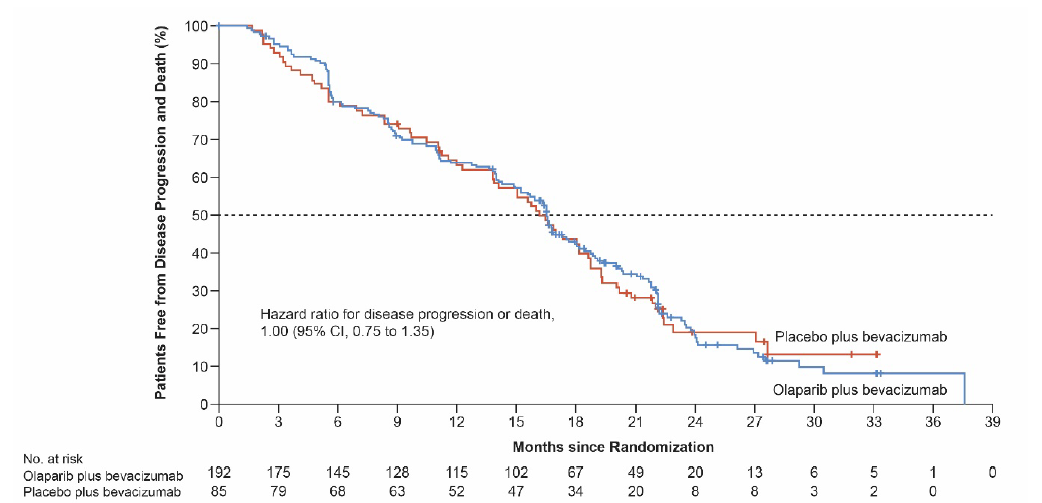 Patients Free from Disease Progression and Death (%)
100
90
80
70
60
50
40
30
20
10
0
Hazard ratio for disease progression or death,
1.00 (95% CI, 0.75 to 1.35)
Placebo plus bevacizumab
Olaparib plus bevacizumab
0 3 6 9 12 15 18 21 24 27 30 33 36 39
Months since Randomization
No. at risk
Olaparib plus bevacizumab 192 175 145 128 115 102 67 49 20 13 6 5 1 0
Placebo plus bevacizumab 85 79 68 63 52 47 34 20 8 8 3 2 0